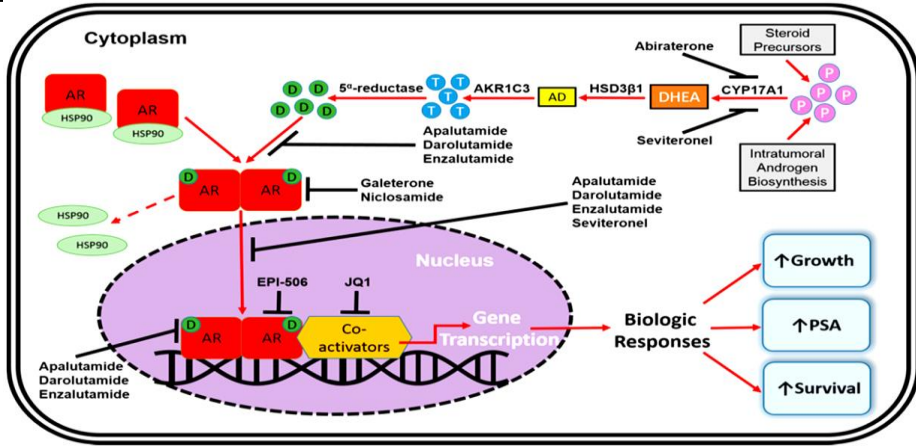 Cytoplasm
Steroid
Precursors
Abiraterone
P
P
P
P
P
CYP17A1
DHEA
HSD3β1
AD
AKR1C3
T
T
T
T
T
5α-reductase
D
D
D
D
D
AR
HSP90
AR
HSP90
Seviteronel
Intratumoral
Androgen
Biosynthesis
Apalutamide
Darolutamide
Enzalutamide
D
AR
AR
D
Galeterone
Niclosamide
Apalutamide
Darolutamide
Enzalutamide
Seviteronel
HSP90
HSP90
Nucleus
EPI-506
JQ1
D
AR
AR
D
Co-
activators
Gene
Transcription
Apalutamide
Darolutamide
Enzalutamide
Biologic
Responses
↑Growth
↑PSA
↑Survival